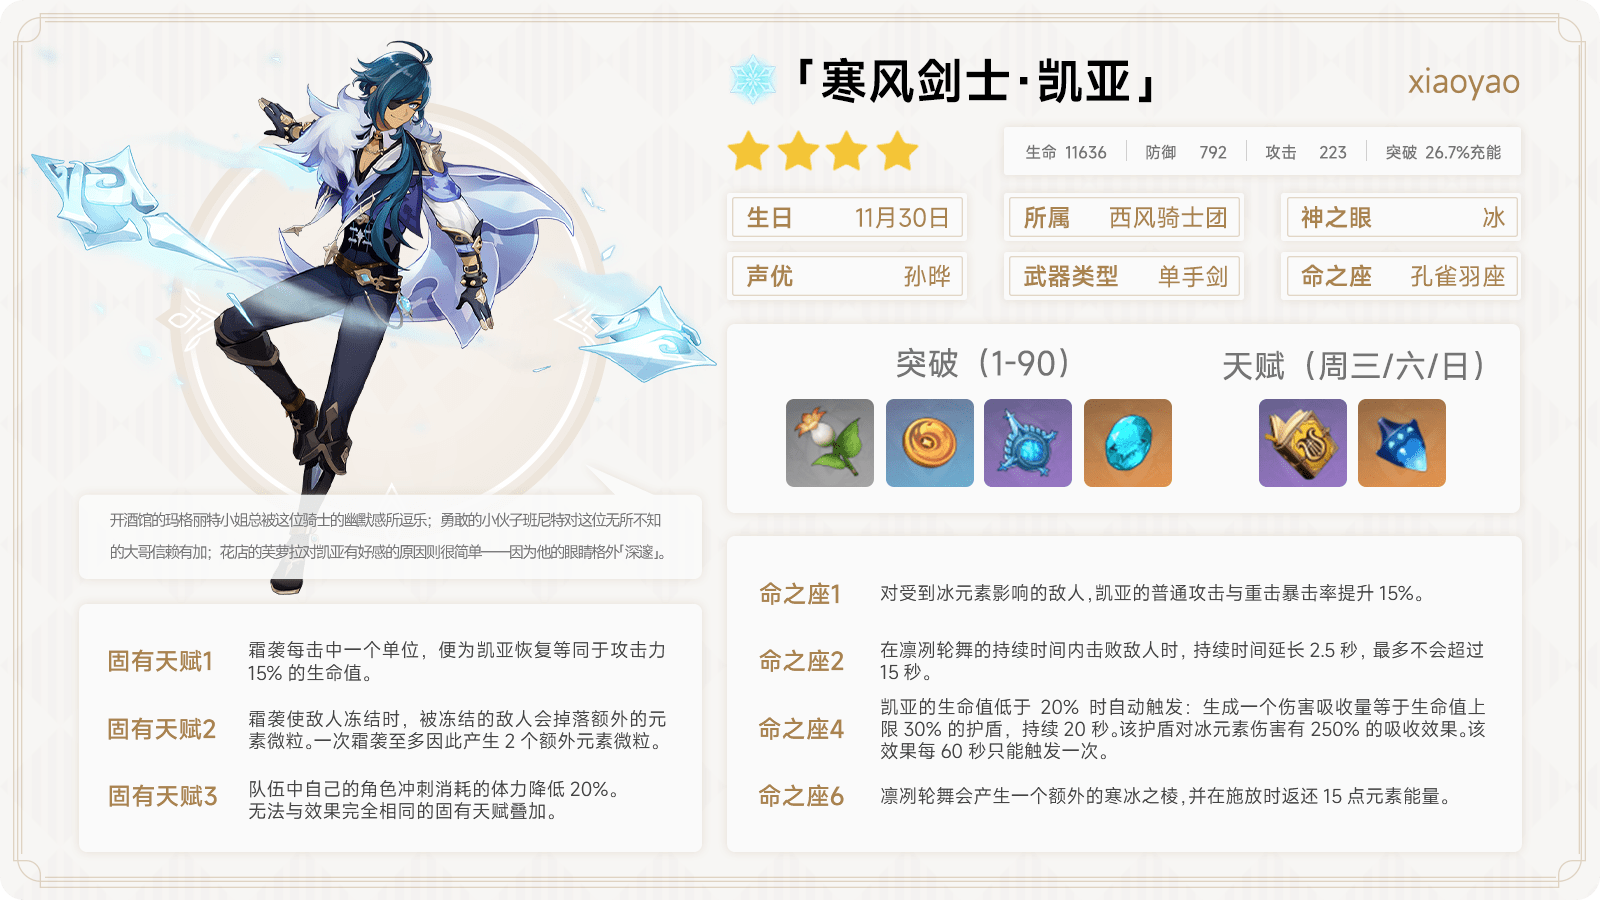 「寒风剑士·凯亚」
xiaoyao
生命 11636 防御 792 攻击 223 突破 26.7%充能
生日 11月30日
所属 西风骑士团
神之眼 冰
声优 孙晔
武器类型 单手剑
命之座 孔雀羽座
突破（1-90）
天赋（周三/六/日）
开酒馆的玛格丽特小姐总被这位骑士的幽默感所逗乐；勇敢的小伙子班尼特对这位无所不知
的大哥信赖有加；花店的芙萝拉对凯亚有好感的原因则很简单——因为他的眼睛格外「深邃」。
固有天赋1
霜袭每击中一个单位，便为凯亚恢复等同于攻击力
15% 的生命值。
固有天赋2
霜袭使敌人冻结时，被冻结的敌人会掉落额外的元
素微粒。一次霜袭至多因此产生 2 个额外元素微粒。
固有天赋3
队伍中自己的角色冲刺消耗的体力降低 20%。
无法与效果完全相同的固有天赋叠加。
命之座1
对受到冰元素影响的敌人，凯亚的普通攻击与重击暴击率提升 15%。
命之座2
在凛冽轮舞的持续时间内击败敌人时，持续时间延长 2.5 秒，最多不会超过
15 秒。
命之座4
凯亚的生命值低于 20% 时自动触发：生成一个伤害吸收量等于生命值上
限 30% 的护盾，持续 20 秒。该护盾对冰元素伤害有 250% 的吸收效果。该
效果每 60 秒只能触发一次。
命之座6
凛冽轮舞会产生一个额外的寒冰之棱，并在施放时返还 15 点元素能量。